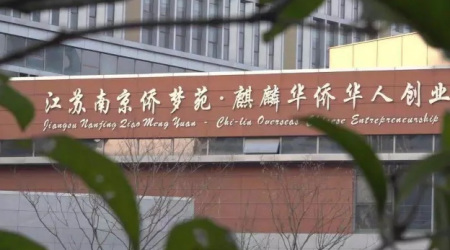 江苏南京侨梦苑·麒麟华侨华人创业
Jiangsu Nanjing Qiao Meng Yuan - Chi-lin Overseas Chinese Entrepreneurship